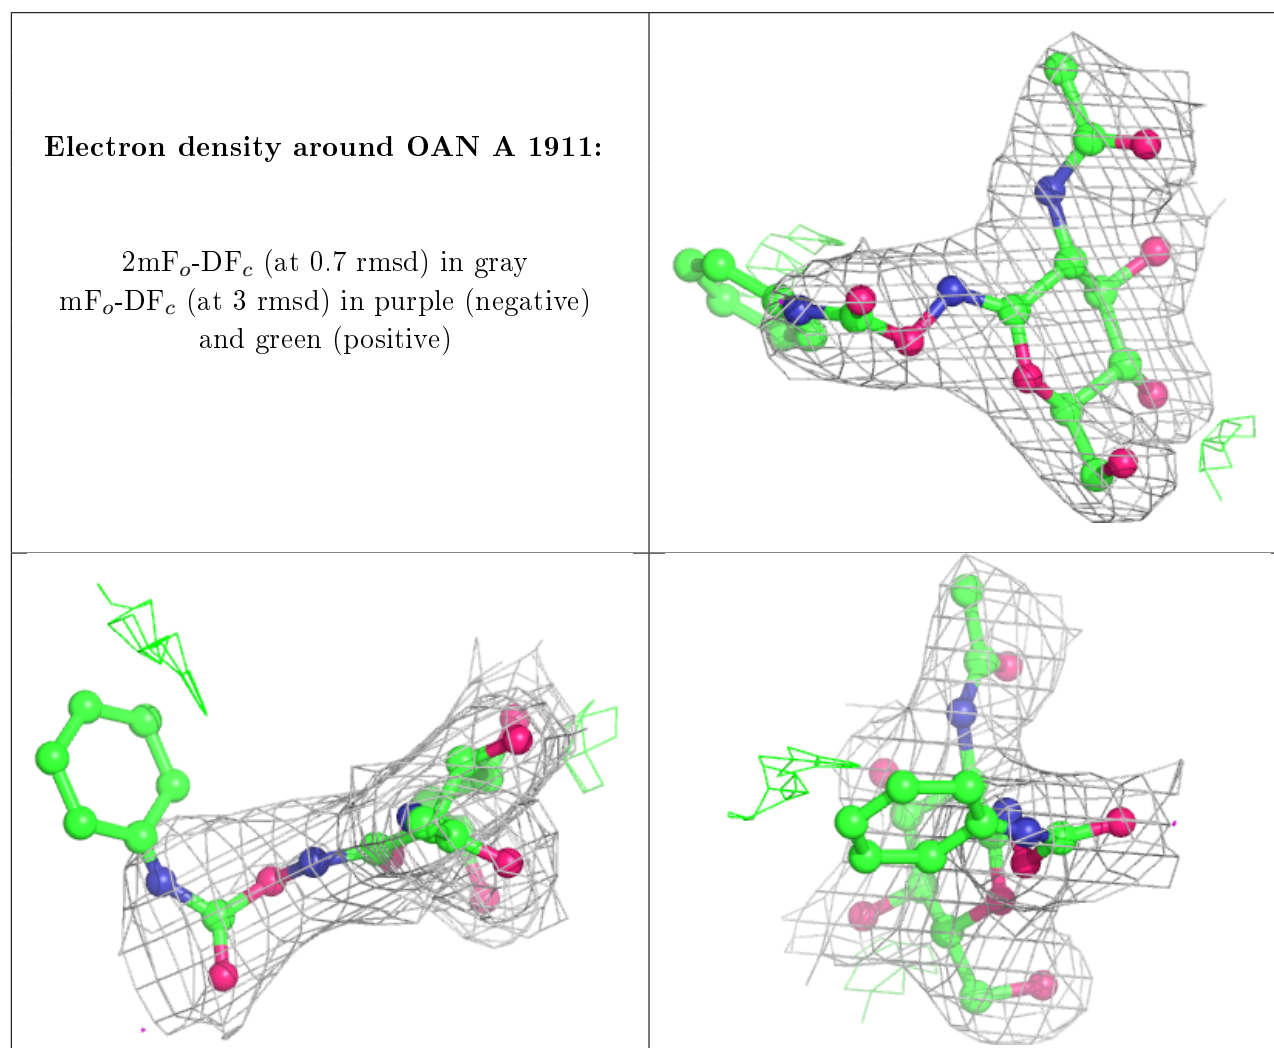 Electron density around OAN A 1911:
2mFₒ-DF𝒸 (at 0.7 rmsd) in gray
mFₒ-DF𝒸 (at 3 rmsd) in purple (negative)
and green (positive)